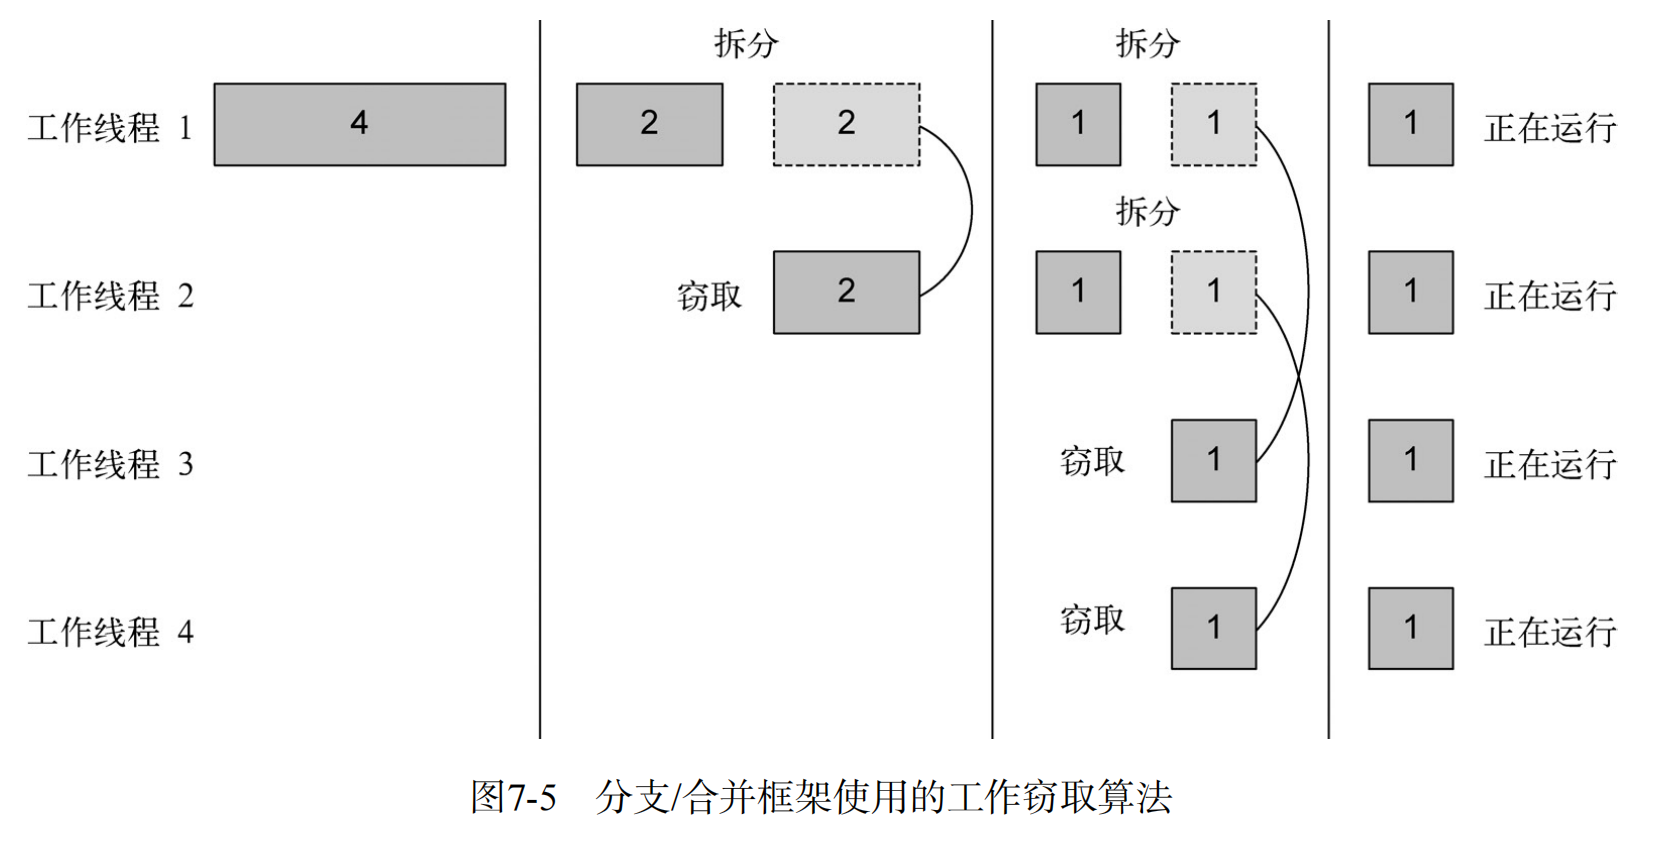 拆分 拆分
工作线程 1 4 2 2 1 1 1 正在运行
拆分
工作线程 2 窃取 2 1 1 1 正在运行
工作线程 3 窃取 1 1 正在运行
工作线程 4 窃取 1 1 正在运行
图7-5 分支/合并框架使用的工作窃取算法